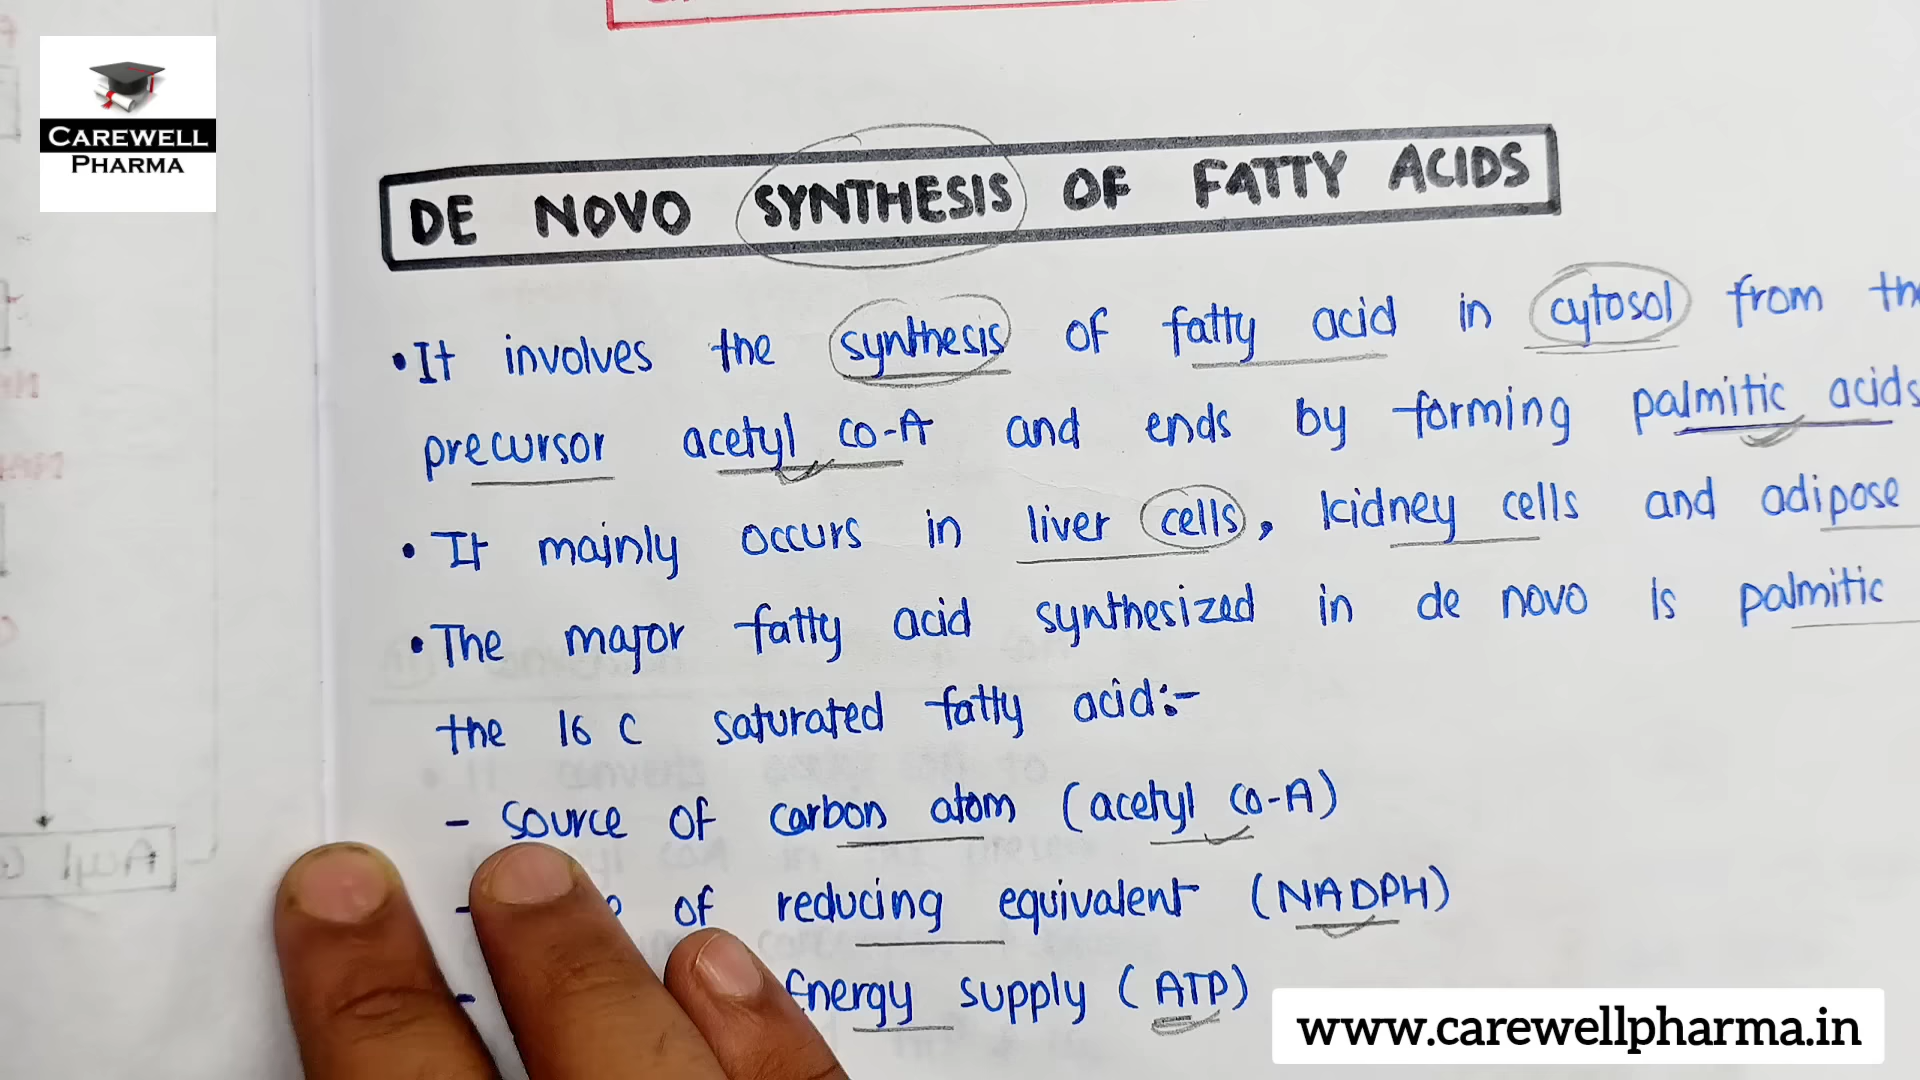 CAREWELL
PHARMA
DE NOVO SYNTHESIS OF FATTY ACIDS
•It involves the synthesis of fatty acid in cytosol from
precursor acetyl co-A and ends by forming palmitic acids
• It mainly occurs in liver cells, kidney cells and adipose
•The major fatty acid synthesized in de novo is palmitic
the 16 C saturated fatty acid:-
- source of carbon atom (acetyl co-A)
- of reducing equivalent (NADPH)
- Energy supply (ATP)
www.carewellpharma.in